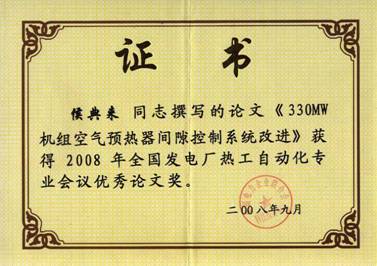 证 书
侯典来 同志撰写的论文《330MW
机组空气预热器间隙控制系统改进》获
得 2008 年全国发电厂热工自动化专
业会议优秀论文奖。
二00八年九月